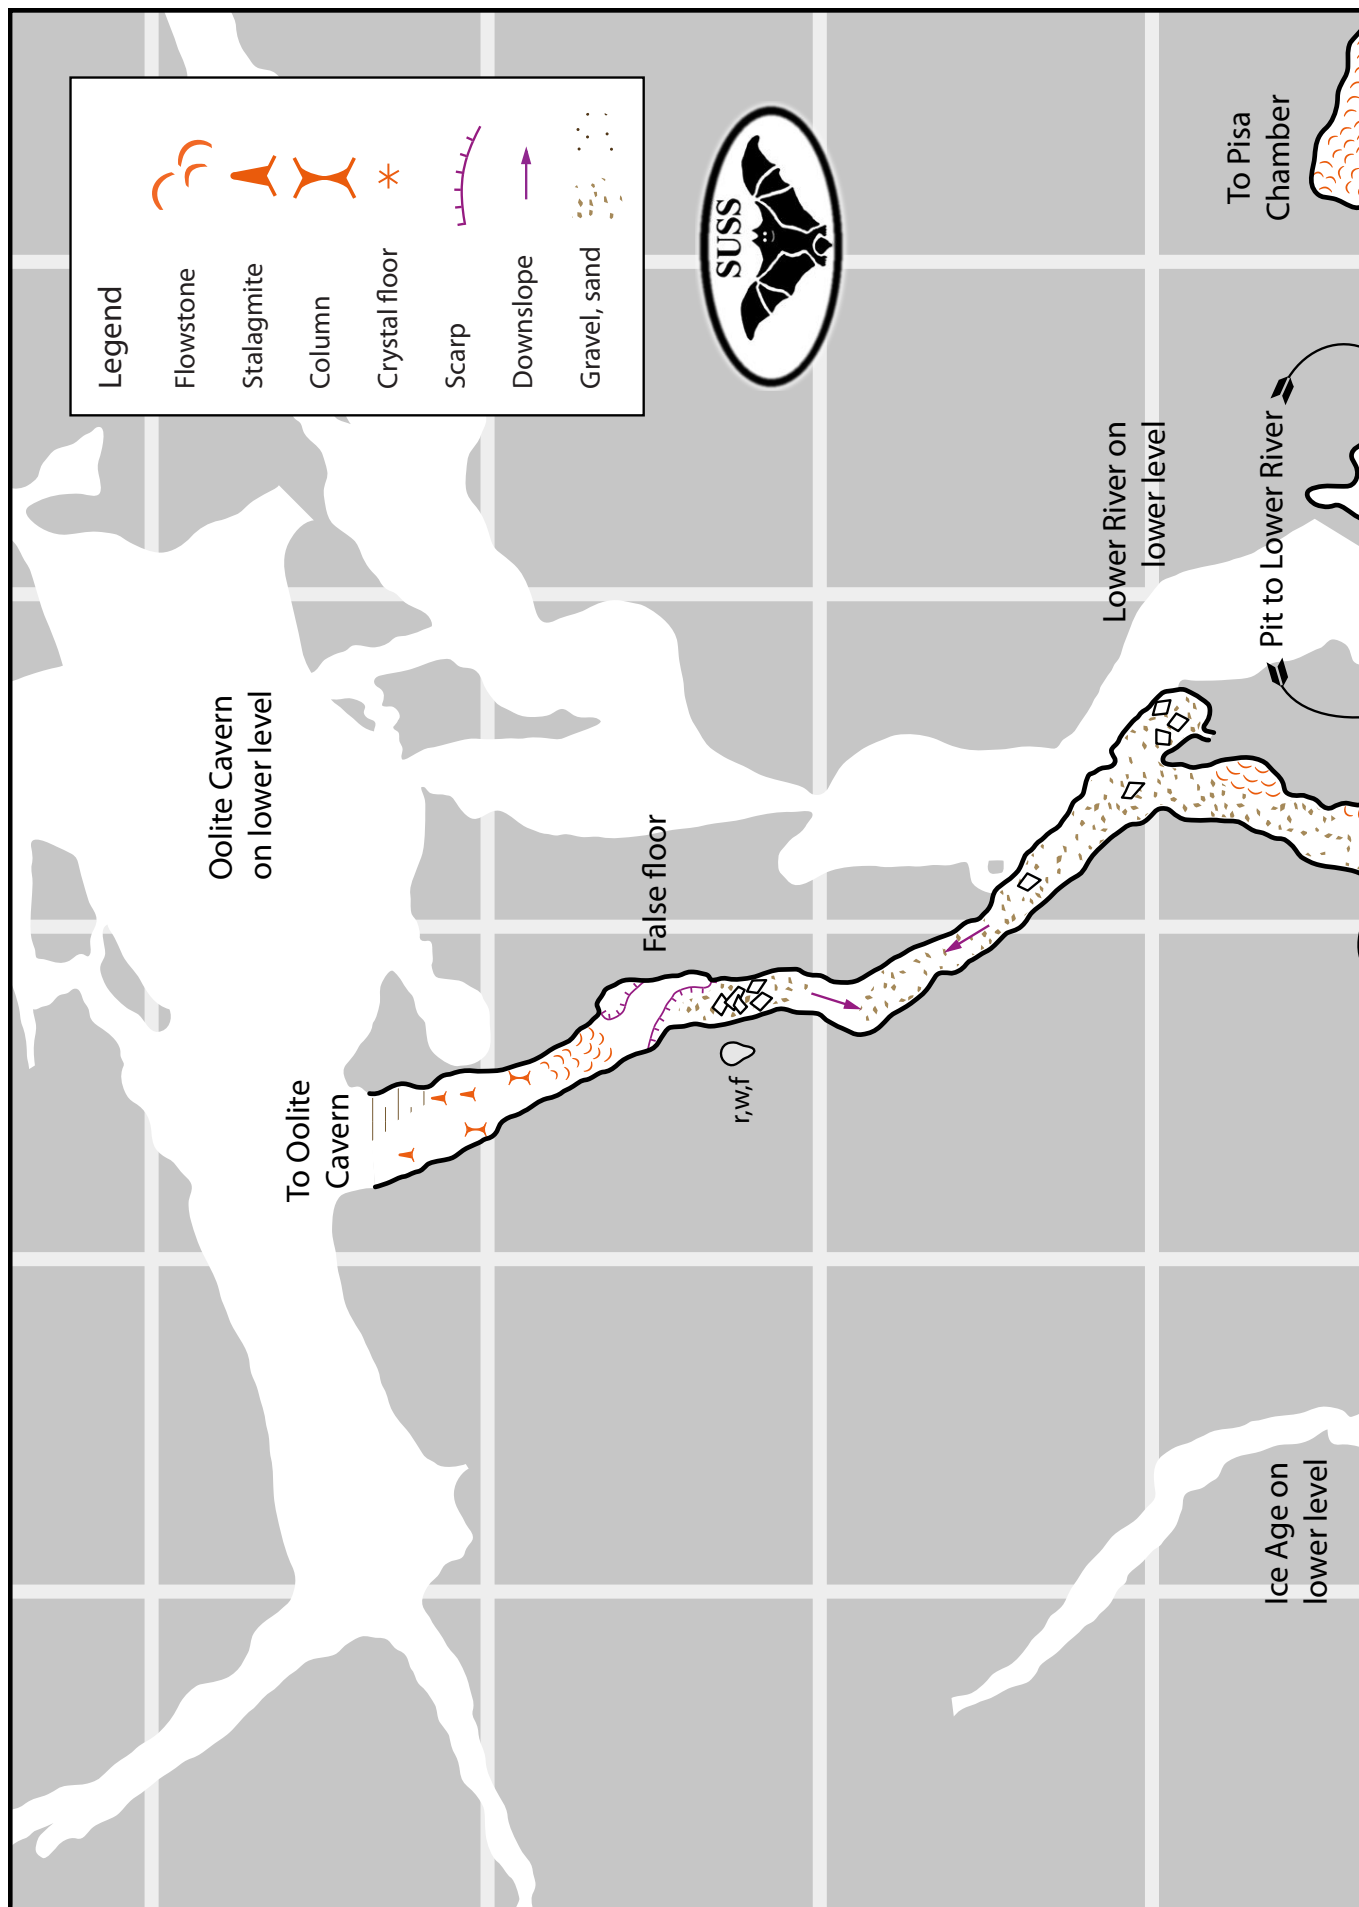 Legend
Flowstone
Stalagmite
Column
Crystal floor
Scarp
Downslope
Gravel, sand
SUSS
To Pisa
Chamber
Oolite Cavern
on lower level
Lower River on
lower level
Pit to Lower River
False floor
To Oolite
Cavern
r,w,f
Ice Age on
lower level